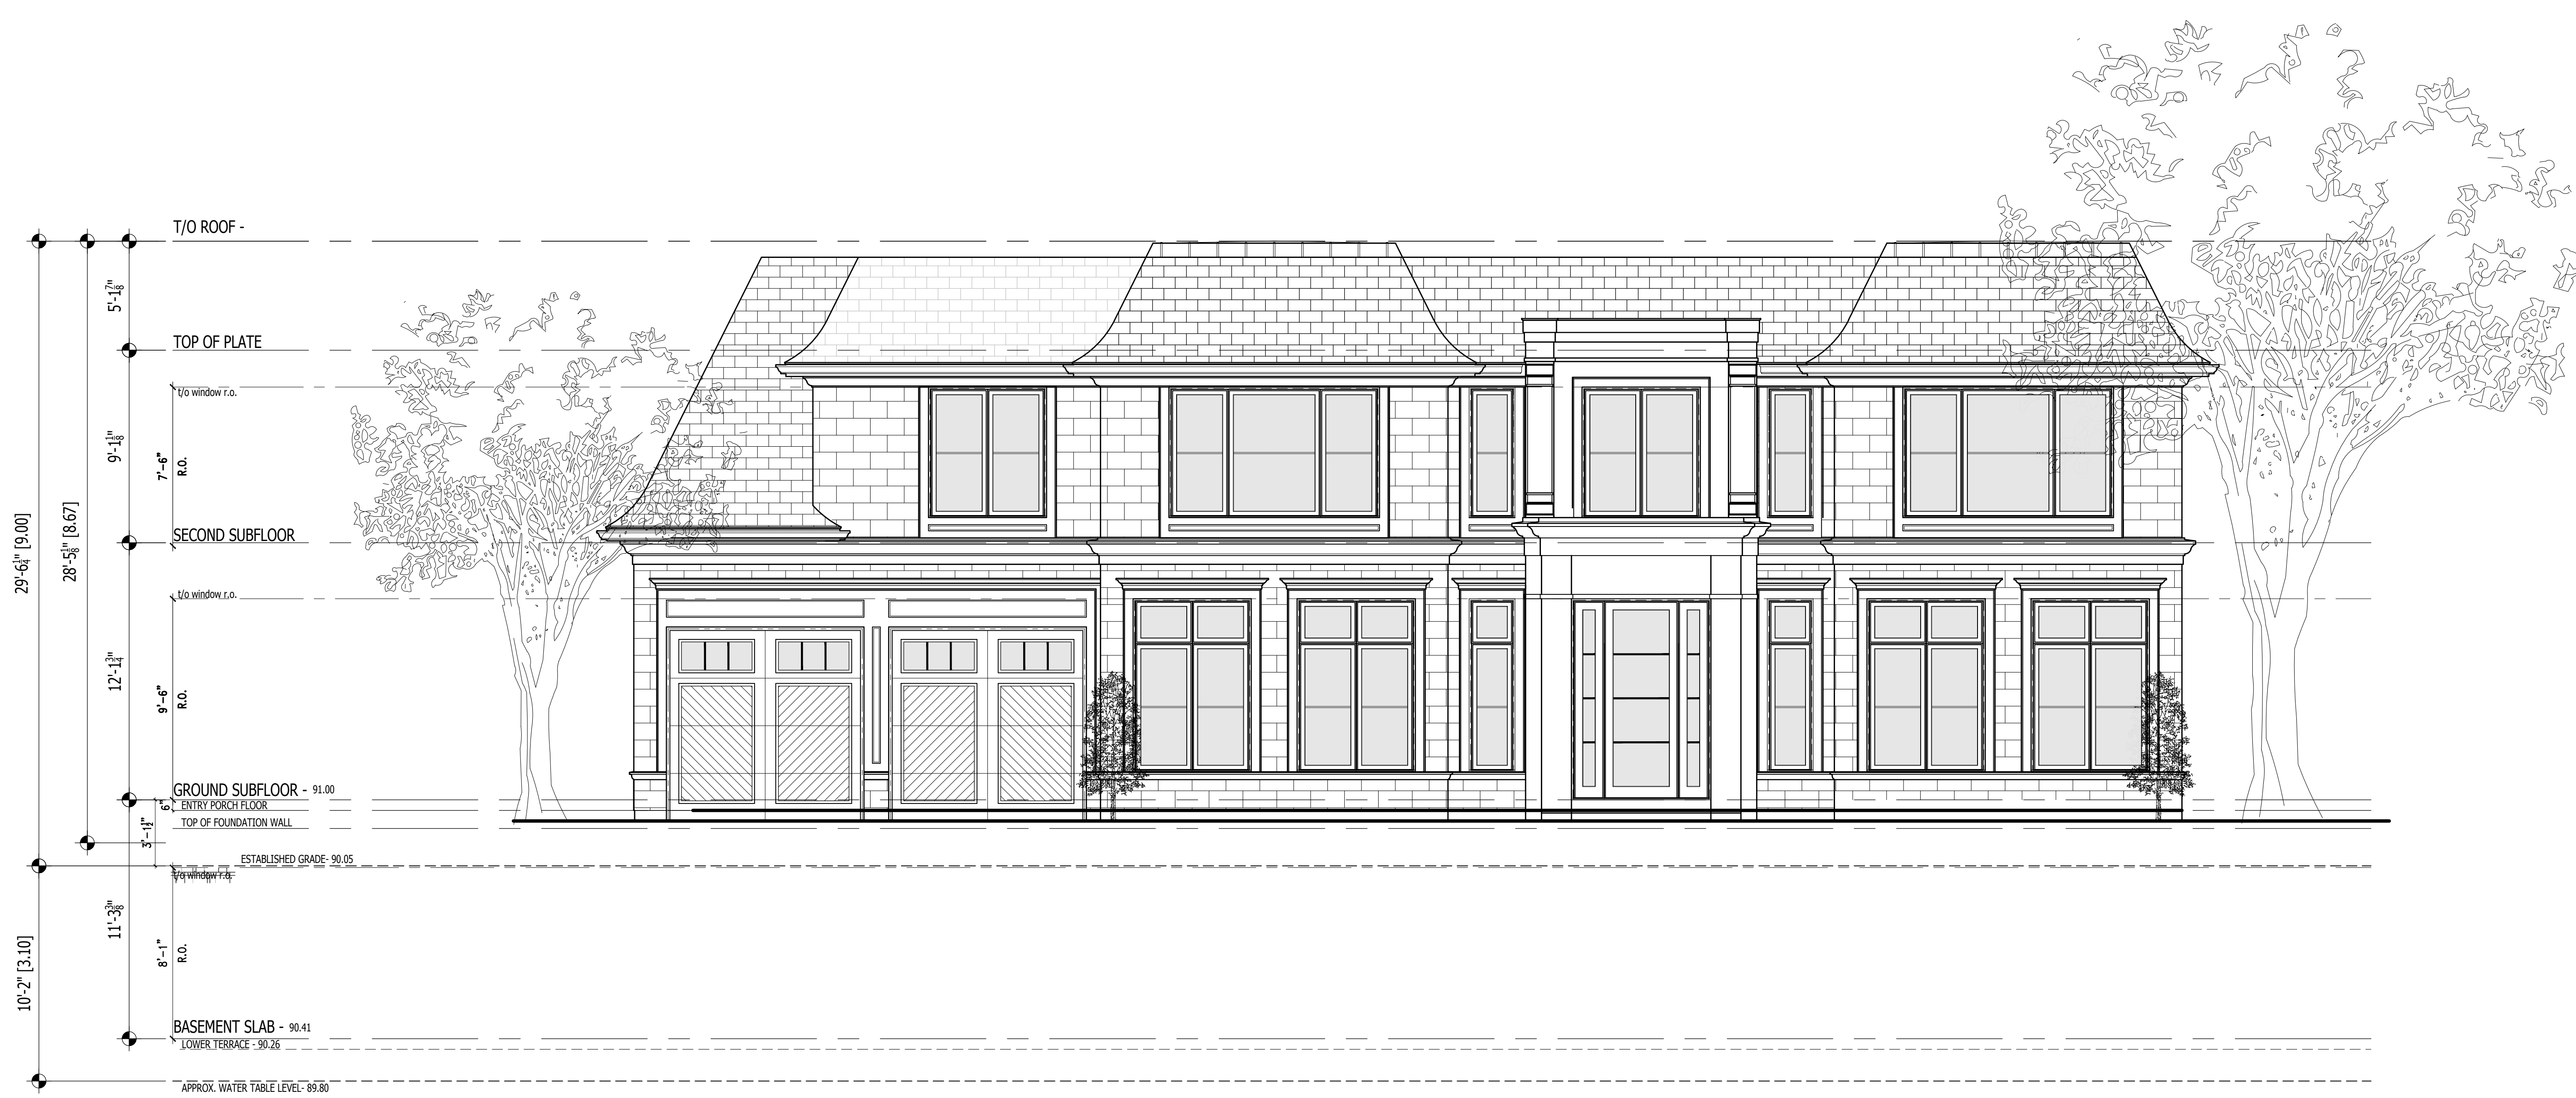 T/O ROOF -
5'-1 7/8"
TOP OF PLATE
t/o window r.o.
9'-1 1/8"
7'-6"
R.O.
28'-5 1/8" [8.67]
29'-6 1/4" [9.00]
SECOND SUBFLOOR
t/o window r.o.
12'-1 3/4"
9'-6"
R.O.
GROUND SUBFLOOR - 91.00
6"
ENTRY PORCH FLOOR
TOP OF FOUNDATION WALL
3'-1 1/2"
ESTABLISHED GRADE- 90.05
t/o window r.o.
11'-3 3/8"
8'-1"
R.O.
10'-2" [3.10]
BASEMENT SLAB - 90.41
LOWER TERRACE - 90.26
APPROX. WATER TABLE LEVEL- 89.80